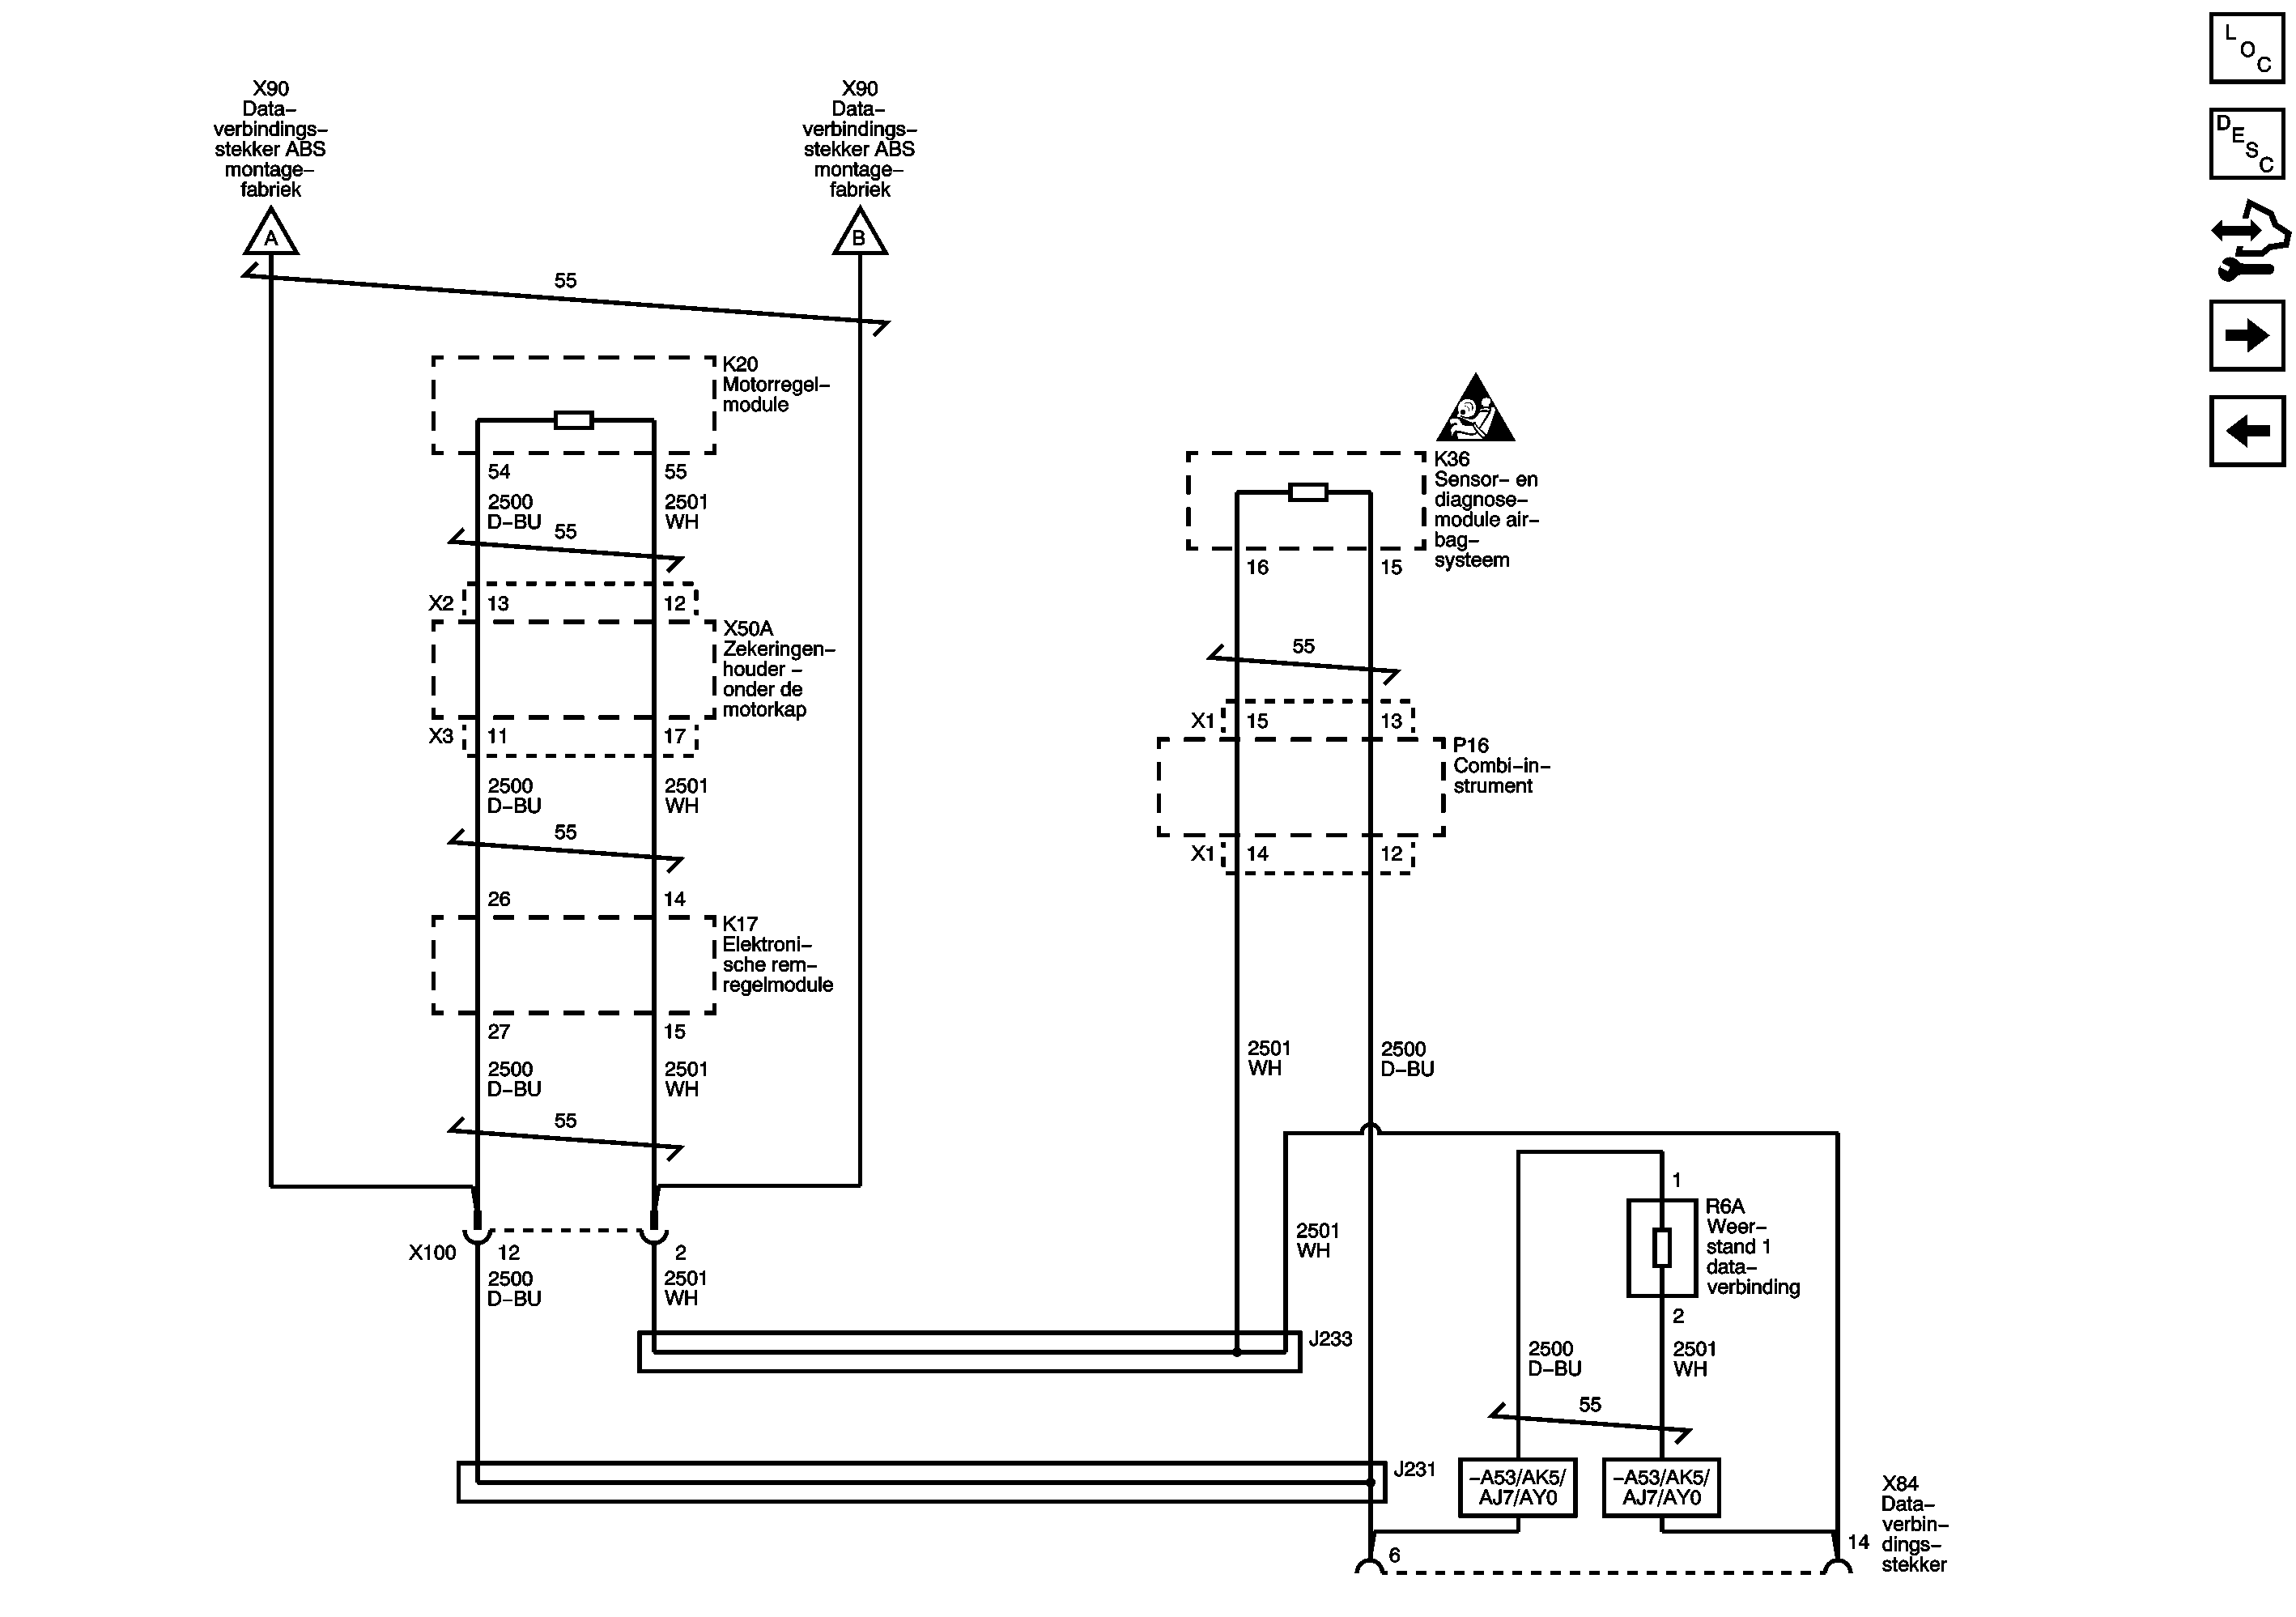 L
O
C
D
E
S
C
X90
Data–
verbindings–
stekker ABS
montage–
fabriek
A
X90
Data–
verbindings–
stekker ABS
montage–
fabriek
B
55
K20
Motorregel–
module
54
55
2500
D–BU
2501
WH
55
X2
13
12
X50A
Zekeringen–
houder –
onder de
motorkap
X3
11
17
2500
D–BU
2501
WH
55
26
14
K17
Elektroni–
sche rem–
regelmodule
27
15
2500
D–BU
2501
WH
55
X100
12
2
2500
D–BU
2501
WH
K36
Sensor– en
diagnose–
module air–
bag–
systeem
16
15
55
X1
15
13
P16
Combi–in–
strument
X1
14
12
2501
WH
2500
D–BU
2501
WH
J233
J231
1
R6A
Weer–
stand 1
data–
verbinding
2
2500
D–BU
2501
WH
55
–A53/AK5/
AJ7/AY0
–A53/AK5/
AJ7/AY0
6
14
X84
Data–
verbin–
dings–
stekker